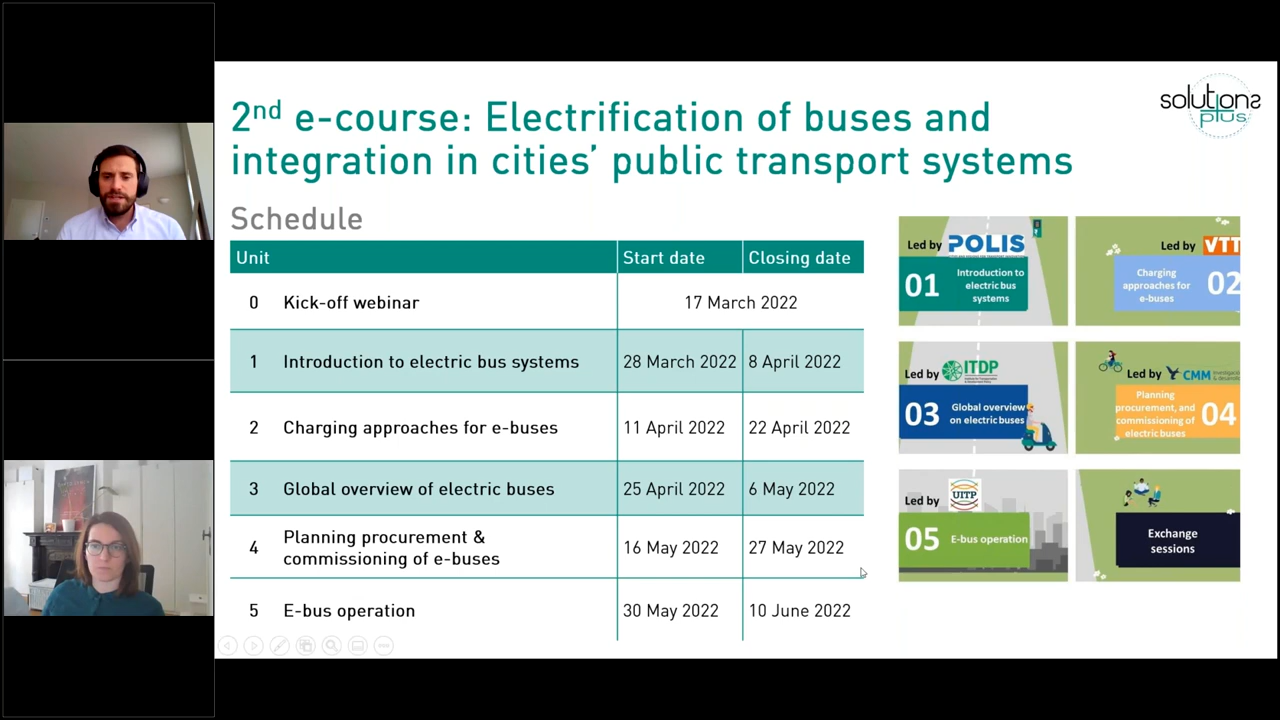 solutions
plus
2nd e-course: Electrification of buses and
integration in cities’ public transport systems
Schedule
Unit Start date Closing date
0 Kick-off webinar 17 March 2022
1 Introduction to electric bus systems 28 March 2022 8 April 2022
2 Charging approaches for e-buses 11 April 2022 22 April 2022
3 Global overview of electric buses 25 April 2022 6 May 2022
4 Planning procurement &
commissioning of e-buses 16 May 2022 27 May 2022
5 E-bus operation 30 May 2022 10 June 2022
Led by POLIS
01 Introduction to
electric bus
systems
Led by VTT
Charging
approaches for
e-buses 02
Led by ITDP
03 Global overview
on electric buses
Led by CMM
Planning
procurement, and
commissioning of
electric buses 04
Led by UITP
05 E-bus operation
Exchange
sessions